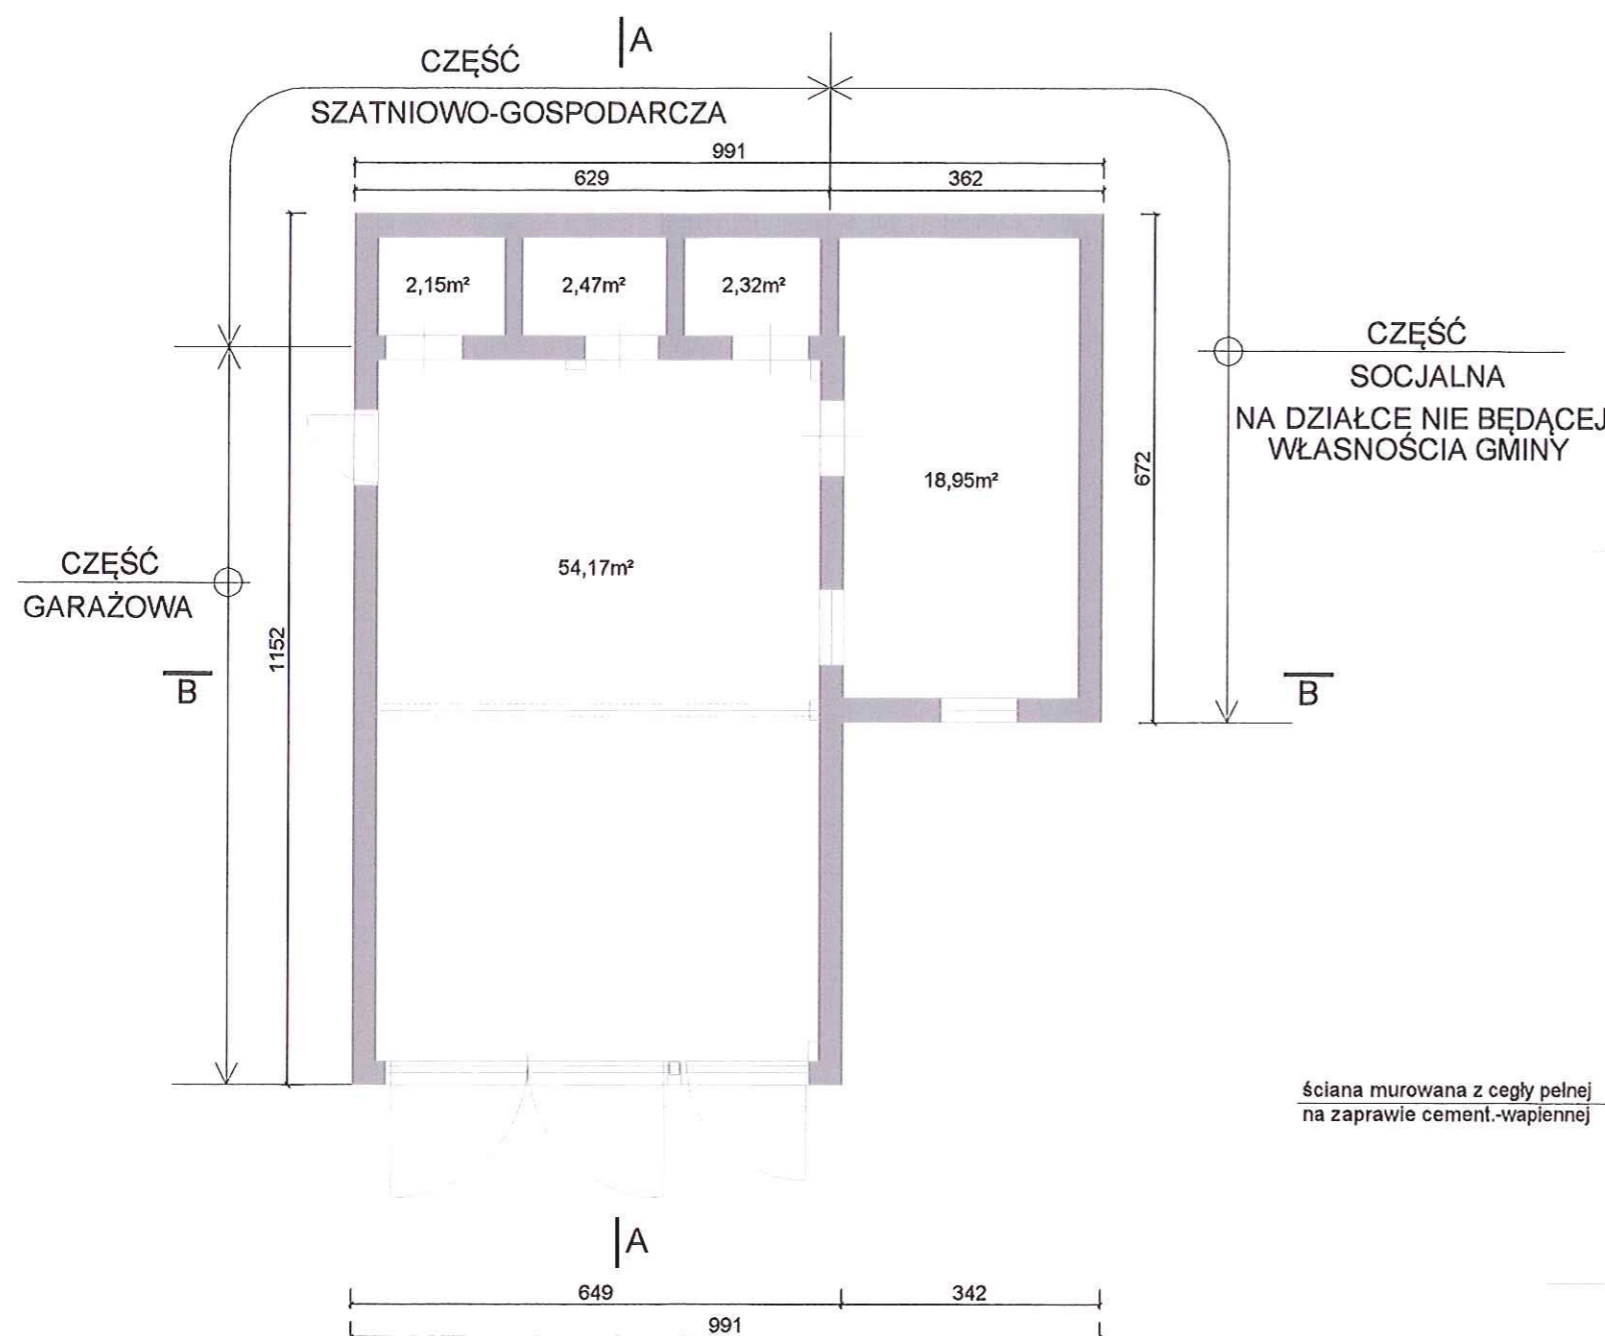 A
CZĘŚĆ
SZATNIOWO-GOSPODARCZA
991
629
362
2,15m²
2,47m²
2,32m²
CZĘŚĆ
SOCJALNA
NA DZIAŁCE NIE BĘDĄCEJ
WŁASNOŚCIA GMINY
672
18,95m²
CZĘŚĆ
GARAŻOWA
54,17m²
1152
B
B
ściana murowana z cegły pełnej
na zaprawie cement.-wapiennej
A
649
342
991